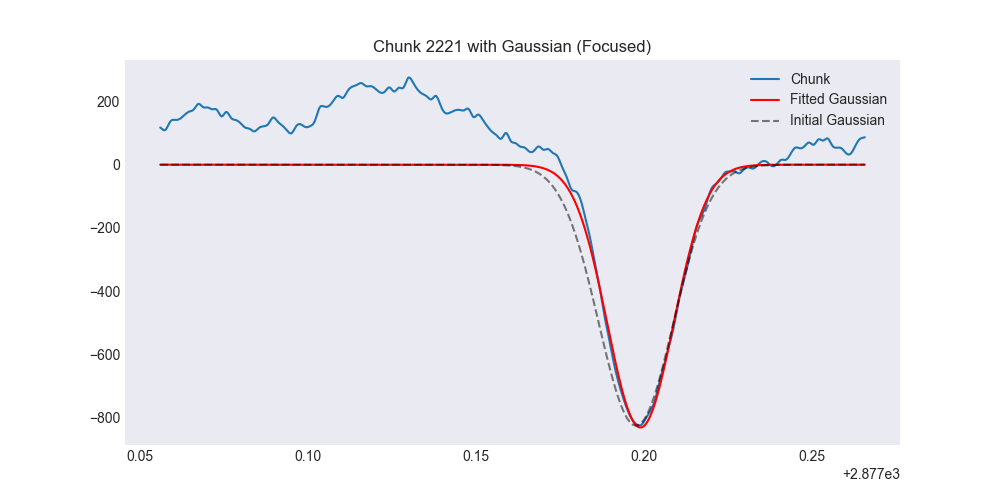 Chunk 2221 with Gaussian (Focused)
Chunk
Fitted Gaussian
Initial Gaussian
200
0
−200
−400
−600
−800
0.05 0.10 0.15 0.20 0.25
+2.877e3